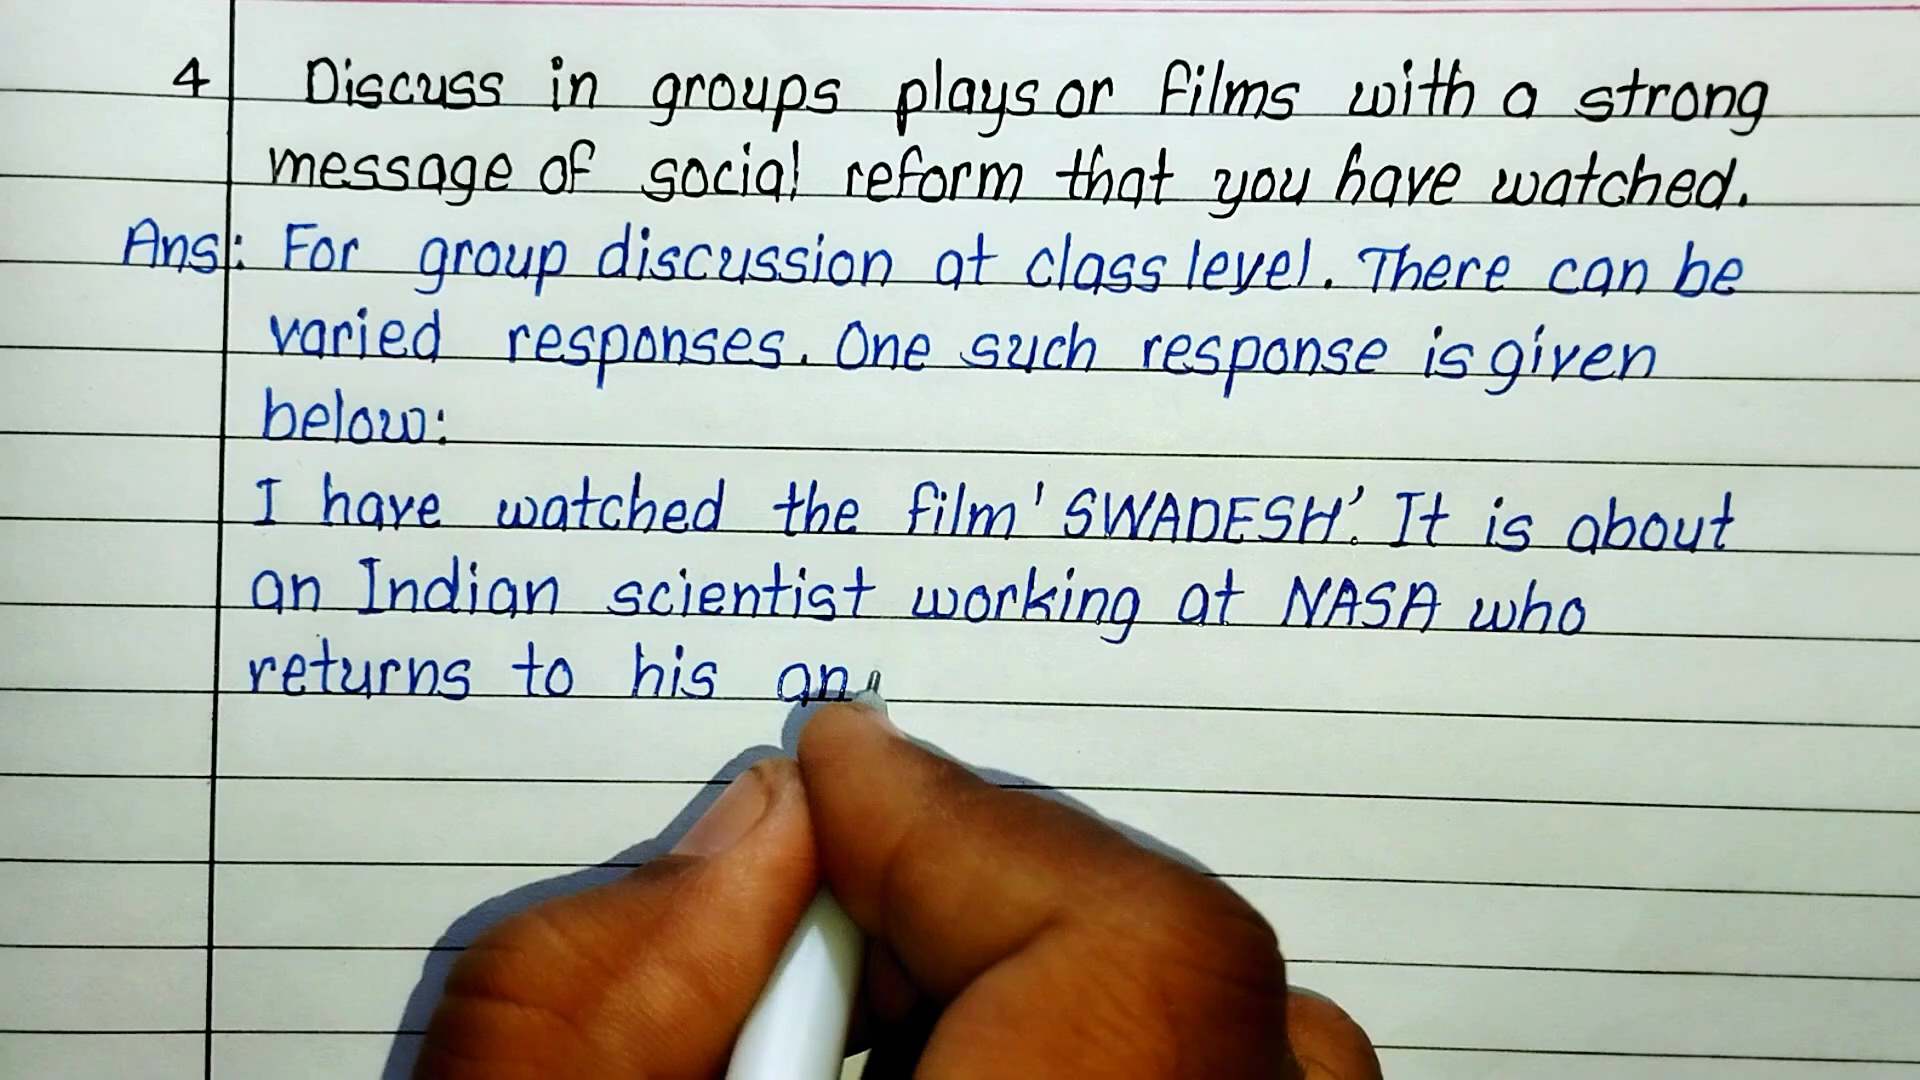 4 Discuss in groups plays or films with a strong
message of social reform that you have watched.
Ans: For group discussion at class level. There can be
varied responses. One such response is given
below:
I have watched the film 'SWADESH'. It is about
an Indian scientist working at NASA who
returns to his